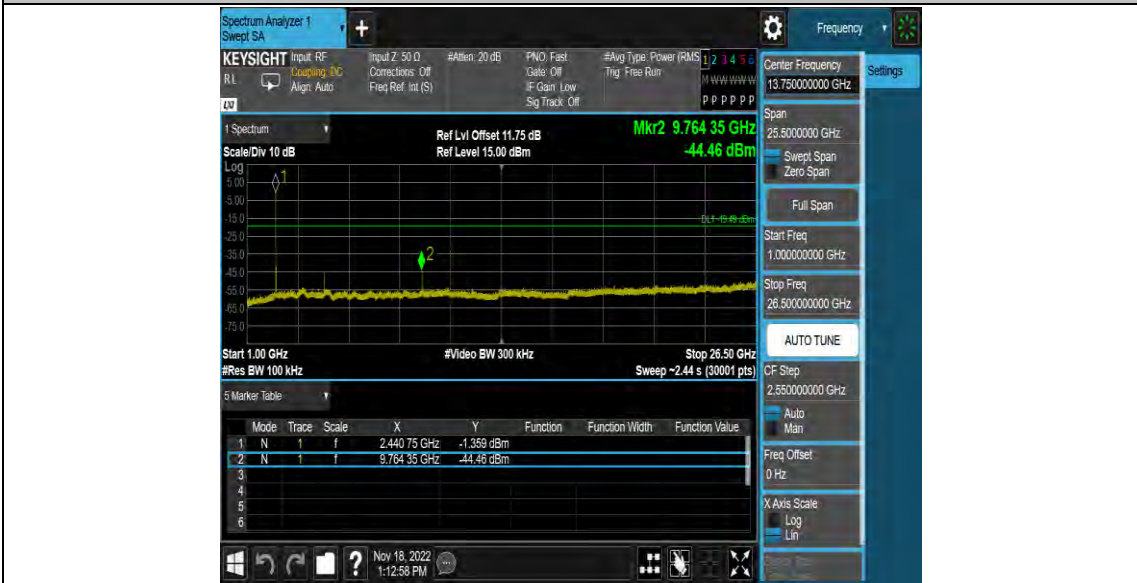 Spectrum Analyzer 1
Swept SA
+
Frequency
KEYSIGHT
RL
LXI
Input: RF
Coupling: DC
Align: Auto
Input Z: 50 Ω
Corrections: Off
Freq Ref: Int (S)
#Atten: 20 dB
PNO: Fast
Gate: Off
IF Gain: Low
Sig Track: Off
#Avg Type: Power (RMS
Trig: Free Run
1 2 3 4 5 6
M W W W W W
P P P P P P
Center Frequency
13.750000000 GHz
Settings
Span
25.5000000 GHz
Swept Span
Zero Span
Full Span
Start Freq
1.000000000 GHz
Stop Freq
26.500000000 GHz
AUTO TUNE
CF Step
2.550000000 GHz
Auto
Man
Freq Offset
0 Hz
X Axis Scale
Log
Lin
1 Spectrum
Scale/Div 10 dB
Ref Lvl Offset 11.75 dB
Ref Level 15.00 dBm
Mkr2 9.764 35 GHz
-44.46 dBm
Log
5.00
-5.00
-15.0
-25.0
-35.0
-45.0
-55.0
-65.0
-75.0
1
2
Start 1.00 GHz
#Res BW 100 kHz
#Video BW 300 kHz
Stop 26.50 GHz
Sweep ~2.44 s (30001 pts)
5 Marker Table
Mode Trace Scale X Y Function Function Width Function Value
1 N 1 f 2.440 75 GHz -1.359 dBm
2 N 1 f 9.764 35 GHz -44.46 dBm
3
4
5
6
?
Nov 18, 2022
1:12:58 PM